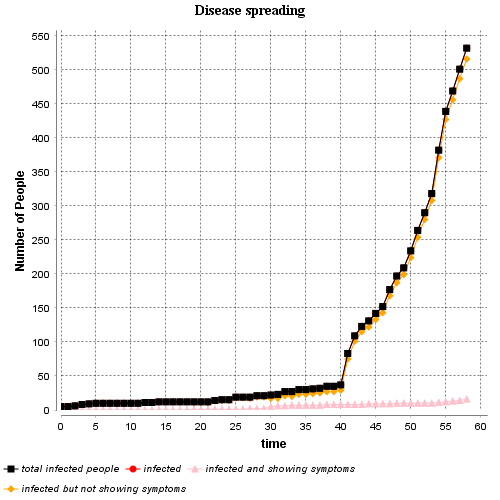 Disease spreading
Number of People
550
500
450
400
350
300
250
200
150
100
50
0
0 5 10 15 20 25 30 35 40 45 50 55 60
time
total infected people infected infected and showing symptoms
infected but not showing symptoms